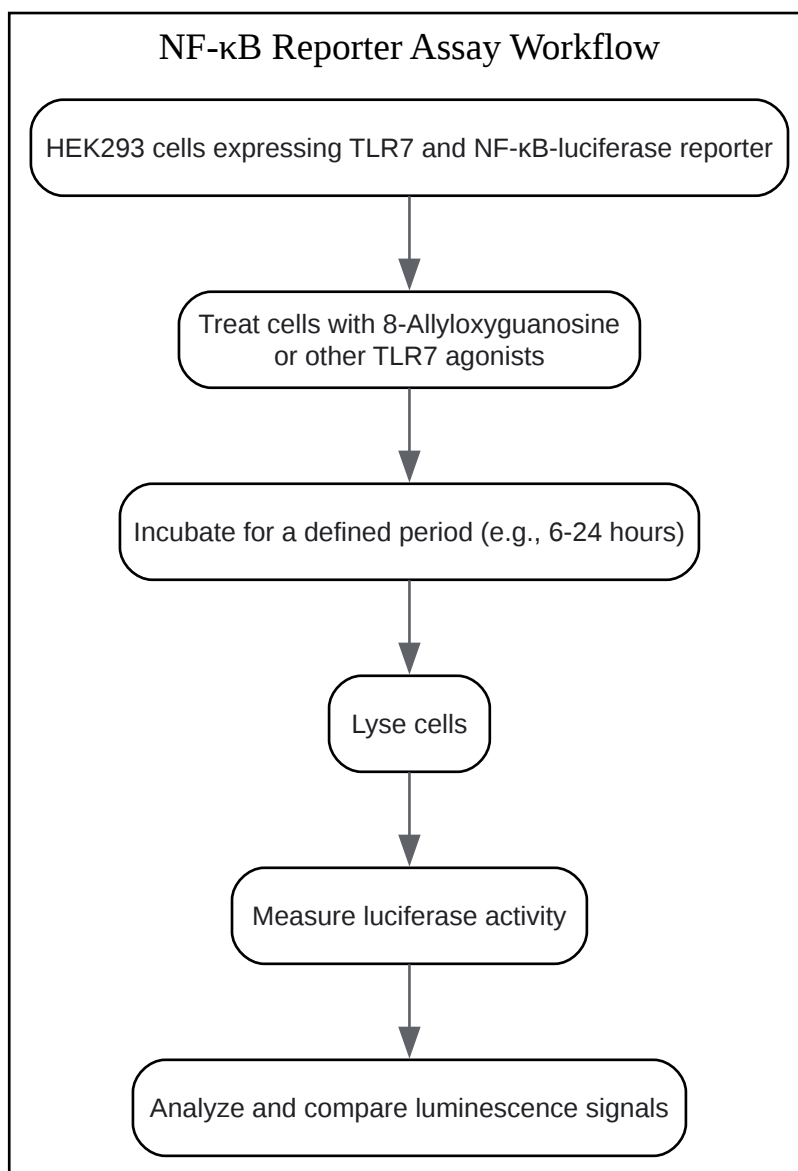 NF-κB Reporter Assay Workflow
HEK293 cells expressing TLR7 and NF-κB-luciferase reporter
Treat cells with 8-Allyloxyguanosine
or other TLR7 agonists
Incubate for a defined period (e.g., 6-24 hours)
Lyse cells
Measure luciferase activity
Analyze and compare luminescence signals